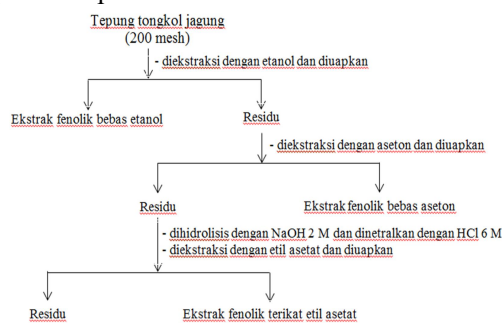 Tepung tongkol jagung
(200 mesh)
- diekstraksi dengan etanol dan diuapkan
Ekstrak fenolik bebas etanol
Residu
- diekstraksi dengan aseton dan diuapkan
Residu
Ekstrak fenolik bebas aseton
- dihidrolisis dengan NaOH 2 M dan dinetralkan dengan HCl 6 M
- diekstraksi dengan etil asetat dan diuapkan
Residu
Ekstrak fenolik terikat etil asetat